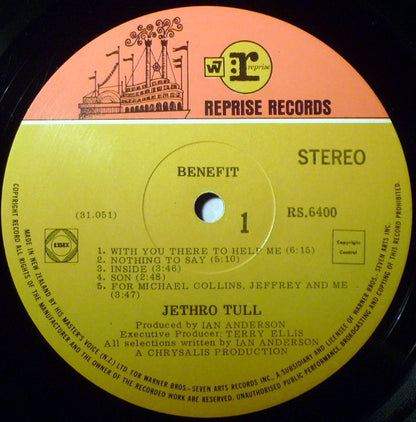 W7
r
reprise
REPRISE RECORDS
BENEFIT
STEREO
(31.051)
1
RS.6400
ESSEX
Copyright
Control
1. WITH YOU THERE TO HELP ME (6:15)
2. NOTHING TO SAY (5:10)
3. INSIDE (3:46)
4. SON (2:48)
5. FOR MICHAEL COLLINS, JEFFREY AND ME
(3:47)
JETHRO TULL
Produced by IAN ANDERSON
Executive Producer: TERRY ELLIS
All selections written by IAN ANDERSON
A CHRYSALIS PRODUCTION
MADE IN NEW ZEALAND BY HIS MASTER'S VOICE (N.Z.) LTD. FOR WARNER BROS.–SEVEN ARTS RECORDS INC., A SUBSIDIARY AND LICENSEE OF WARNER BROS.–SEVEN ARTS INC.
COPYRIGHT RECORD ALL RIGHTS OF THE MANUFACTURER AND THE OWNER OF THE RECORDED WORK ARE RESERVED. UNAUTHORISED PUBLIC PERFORMANCE, BROADCASTING AND COPYING OF THIS RECORD PROHIBITED.